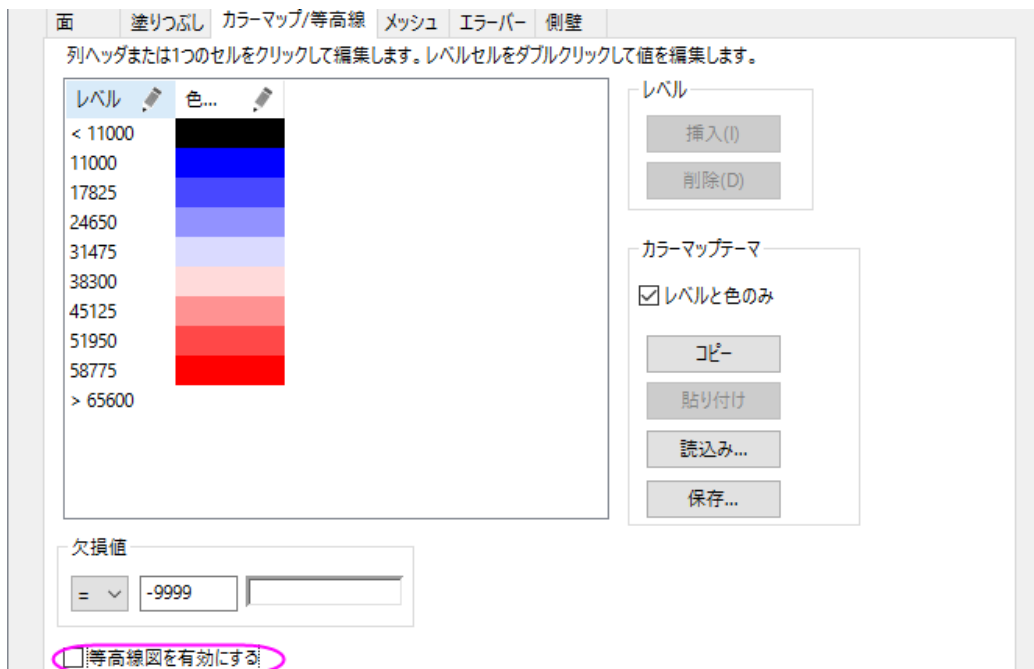 面 塗りつぶし カラーマップ/等高線 メッシュ エラーバー 側壁
列ヘッダまたは1つのセルをクリックして編集します。レベルセルをダブルクリックして値を編集します。
レベル 色...
< 11000
11000
17825
24650
31475
38300
45125
51950
58775
> 65600
レベル
挿入(I)
削除(D)
カラーマップテーマ
レベルと色のみ
コピー
貼り付け
読込み...
保存...
欠損値
= -9999
等高線図を有効にする